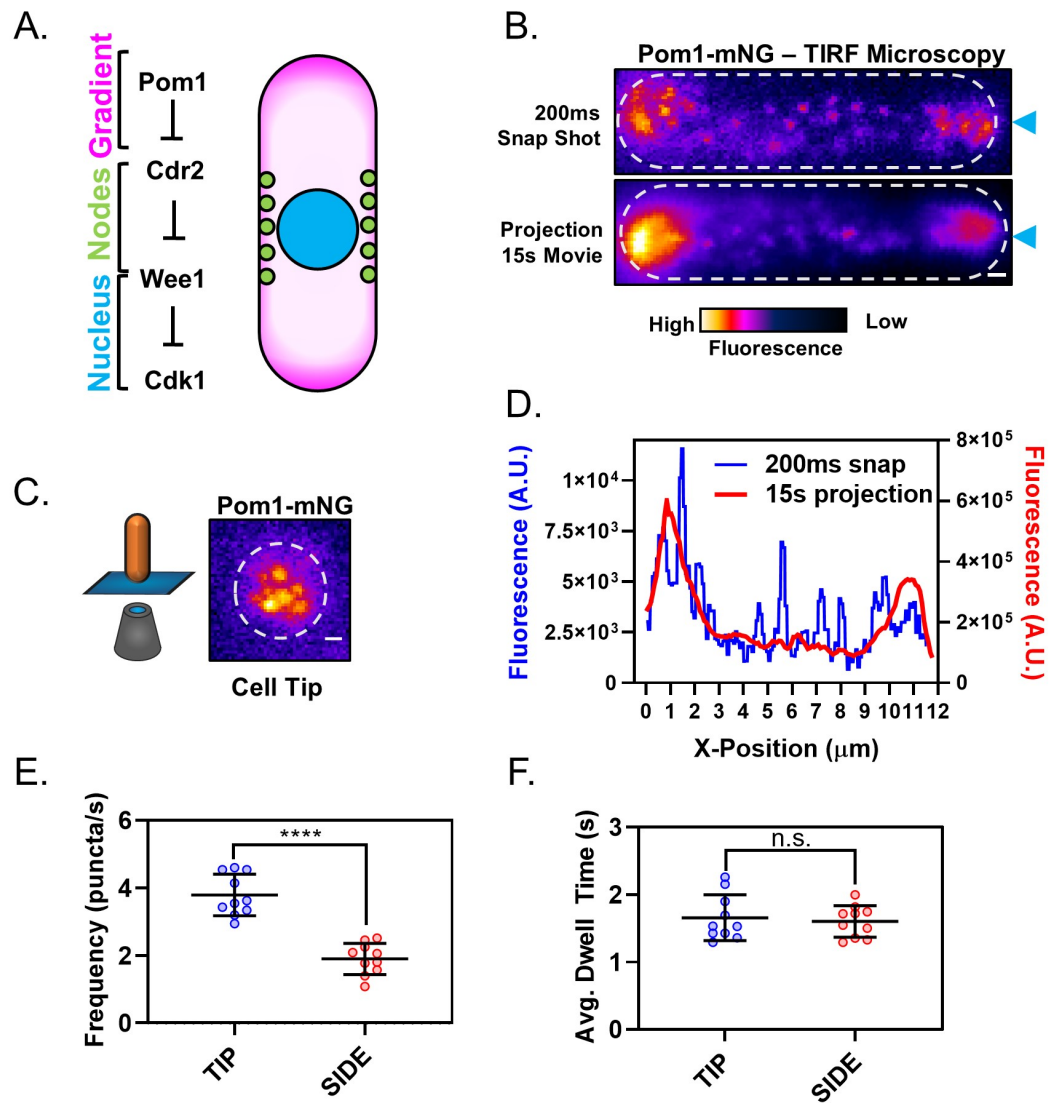 A.
Gradient
Nodes
Nucleus
Pom1
Cdr2
Wee1
Cdk1
B.
Pom1-mNG – TIRF Microscopy
200ms
Snap Shot
Projection
15s Movie
High
Low
Fluorescence
C.
Pom1-mNG
Cell Tip
D.
Fluorescence (A.U.)
1×10⁴
7.5×10³
5×10³
2.5×10³
0
200ms snap
15s projection
8×10⁵
6×10⁵
4×10⁵
2×10⁵
0
Fluorescence (A.U.)
0 1 2 3 4 5 6 7 8 9 10 11 12
X-Position (μm)
E.
Frequency (puncta/s)
6
4
2
0
****
TIP
SIDE
F.
Avg. Dwell Time (s)
3
2
1
0
n.s.
TIP
SIDE